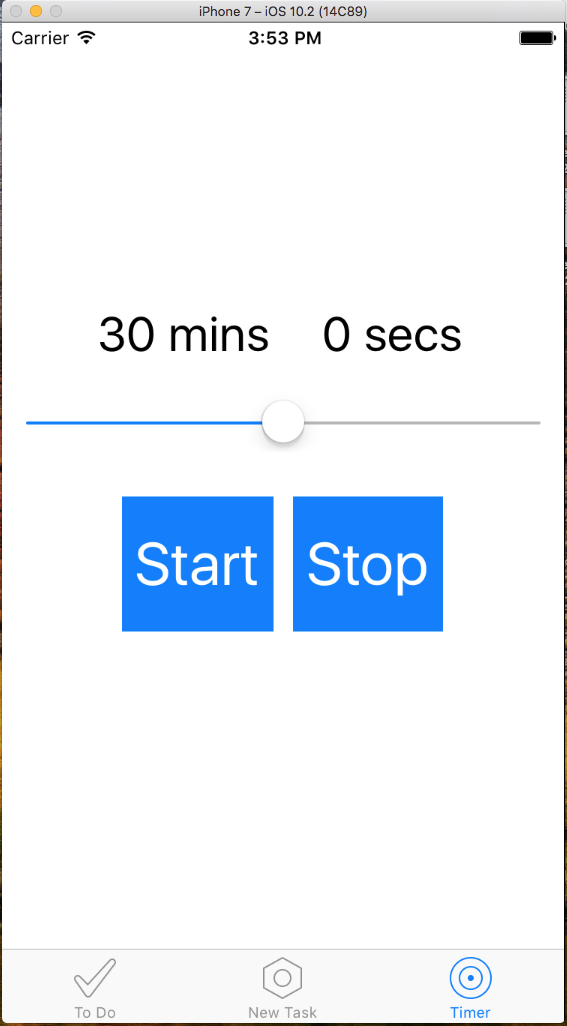 iPhone 7 – iOS 10.2 (14C89)
Carrier 3:53 PM
30 mins 0 secs
Start Stop
To Do New Task Timer